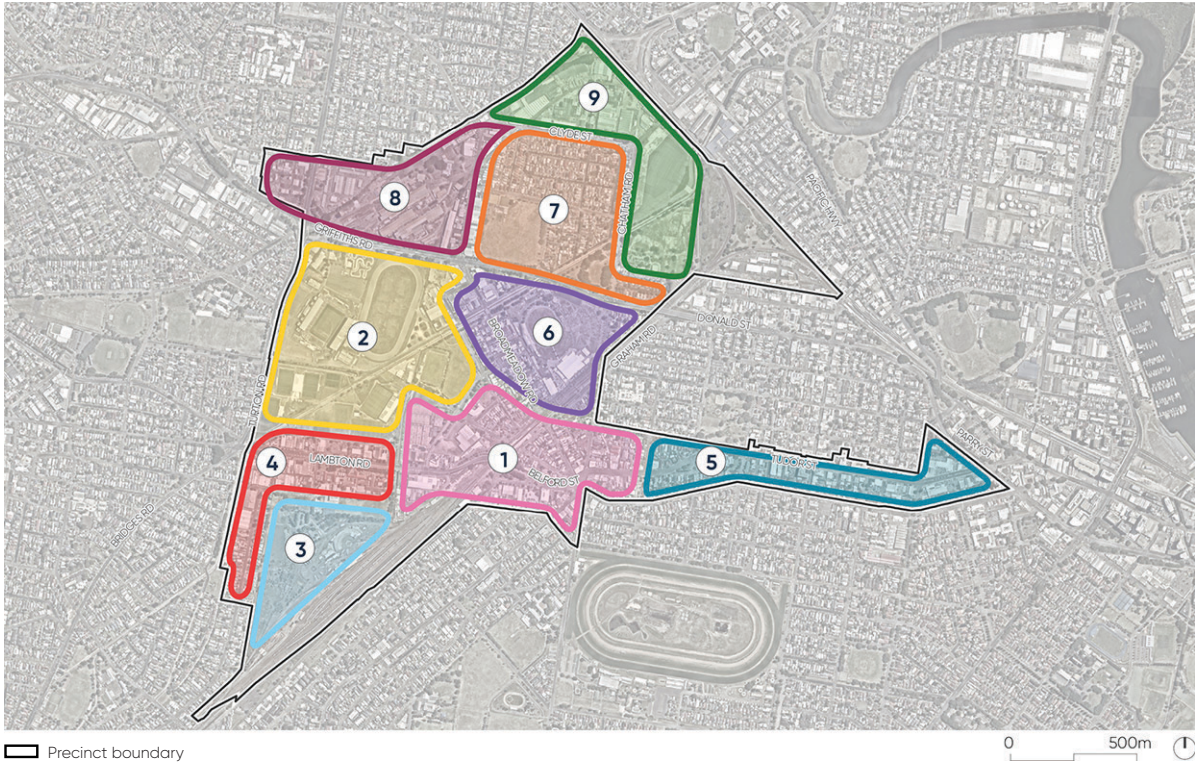 9
CLYDE ST
8
7
CHATHAM RD
GRIFFITHS RD
PACIFIC HWY
2
6
BROADMEADOW RD
GRAHAM RD
DONALD ST
TURTON RD
4
LAMBTON RD
1
BELFORD ST
5
TUDOR ST
PARRY ST
BRIDGES RD
3
Precinct boundary
0 500m